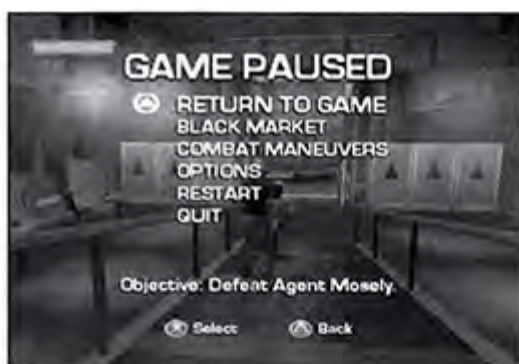 GAME PAUSED
RETURN TO GAME
BLACK MARKET
COMBAT MANEUVERS
OPTIONS
RESTART
QUIT
Objective: Defeat Agent Mosely.
Select Back